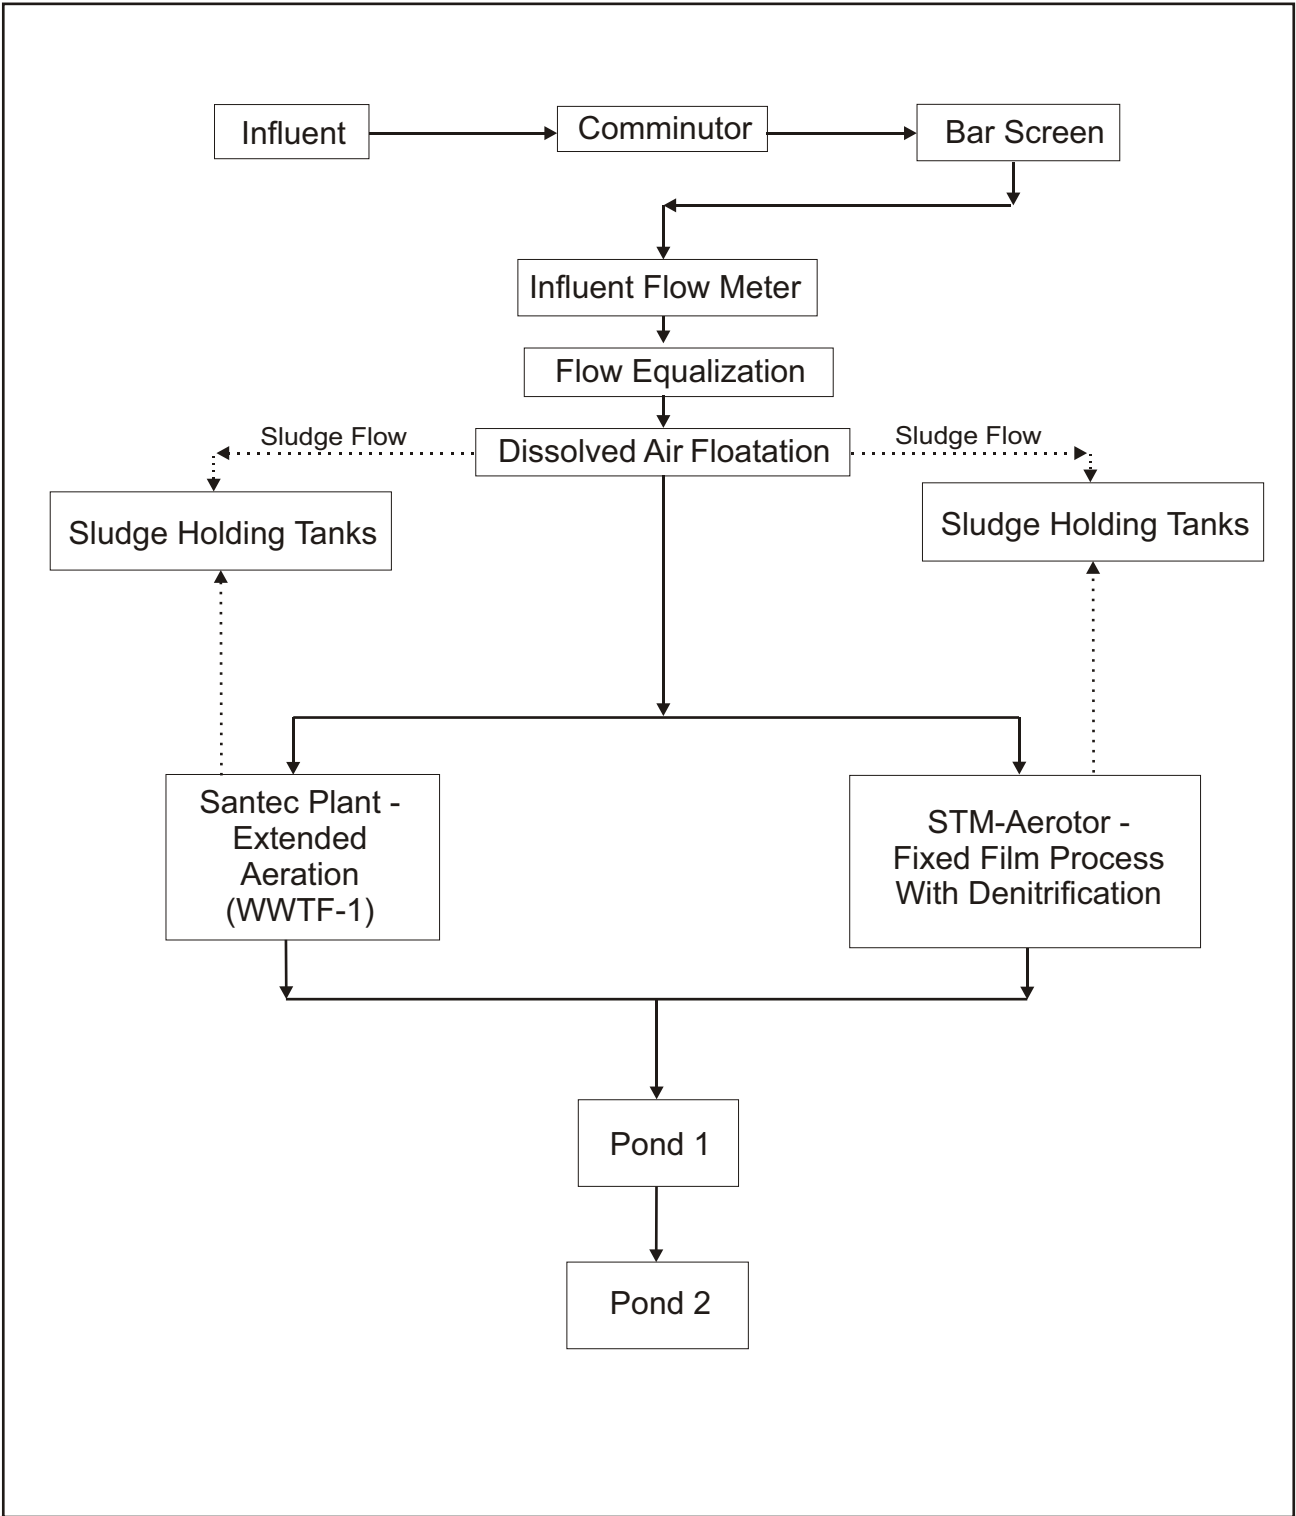 Influent
Comminutor
Bar Screen
Influent Flow Meter
Flow Equalization
Sludge Flow
Dissolved Air Floatation
Sludge Flow
Sludge Holding Tanks
Sludge Holding Tanks
Santec Plant -
Extended
Aeration
(WWTF-1)
STM-Aerotor -
Fixed Film Process
With Denitrification
Pond 1
Pond 2